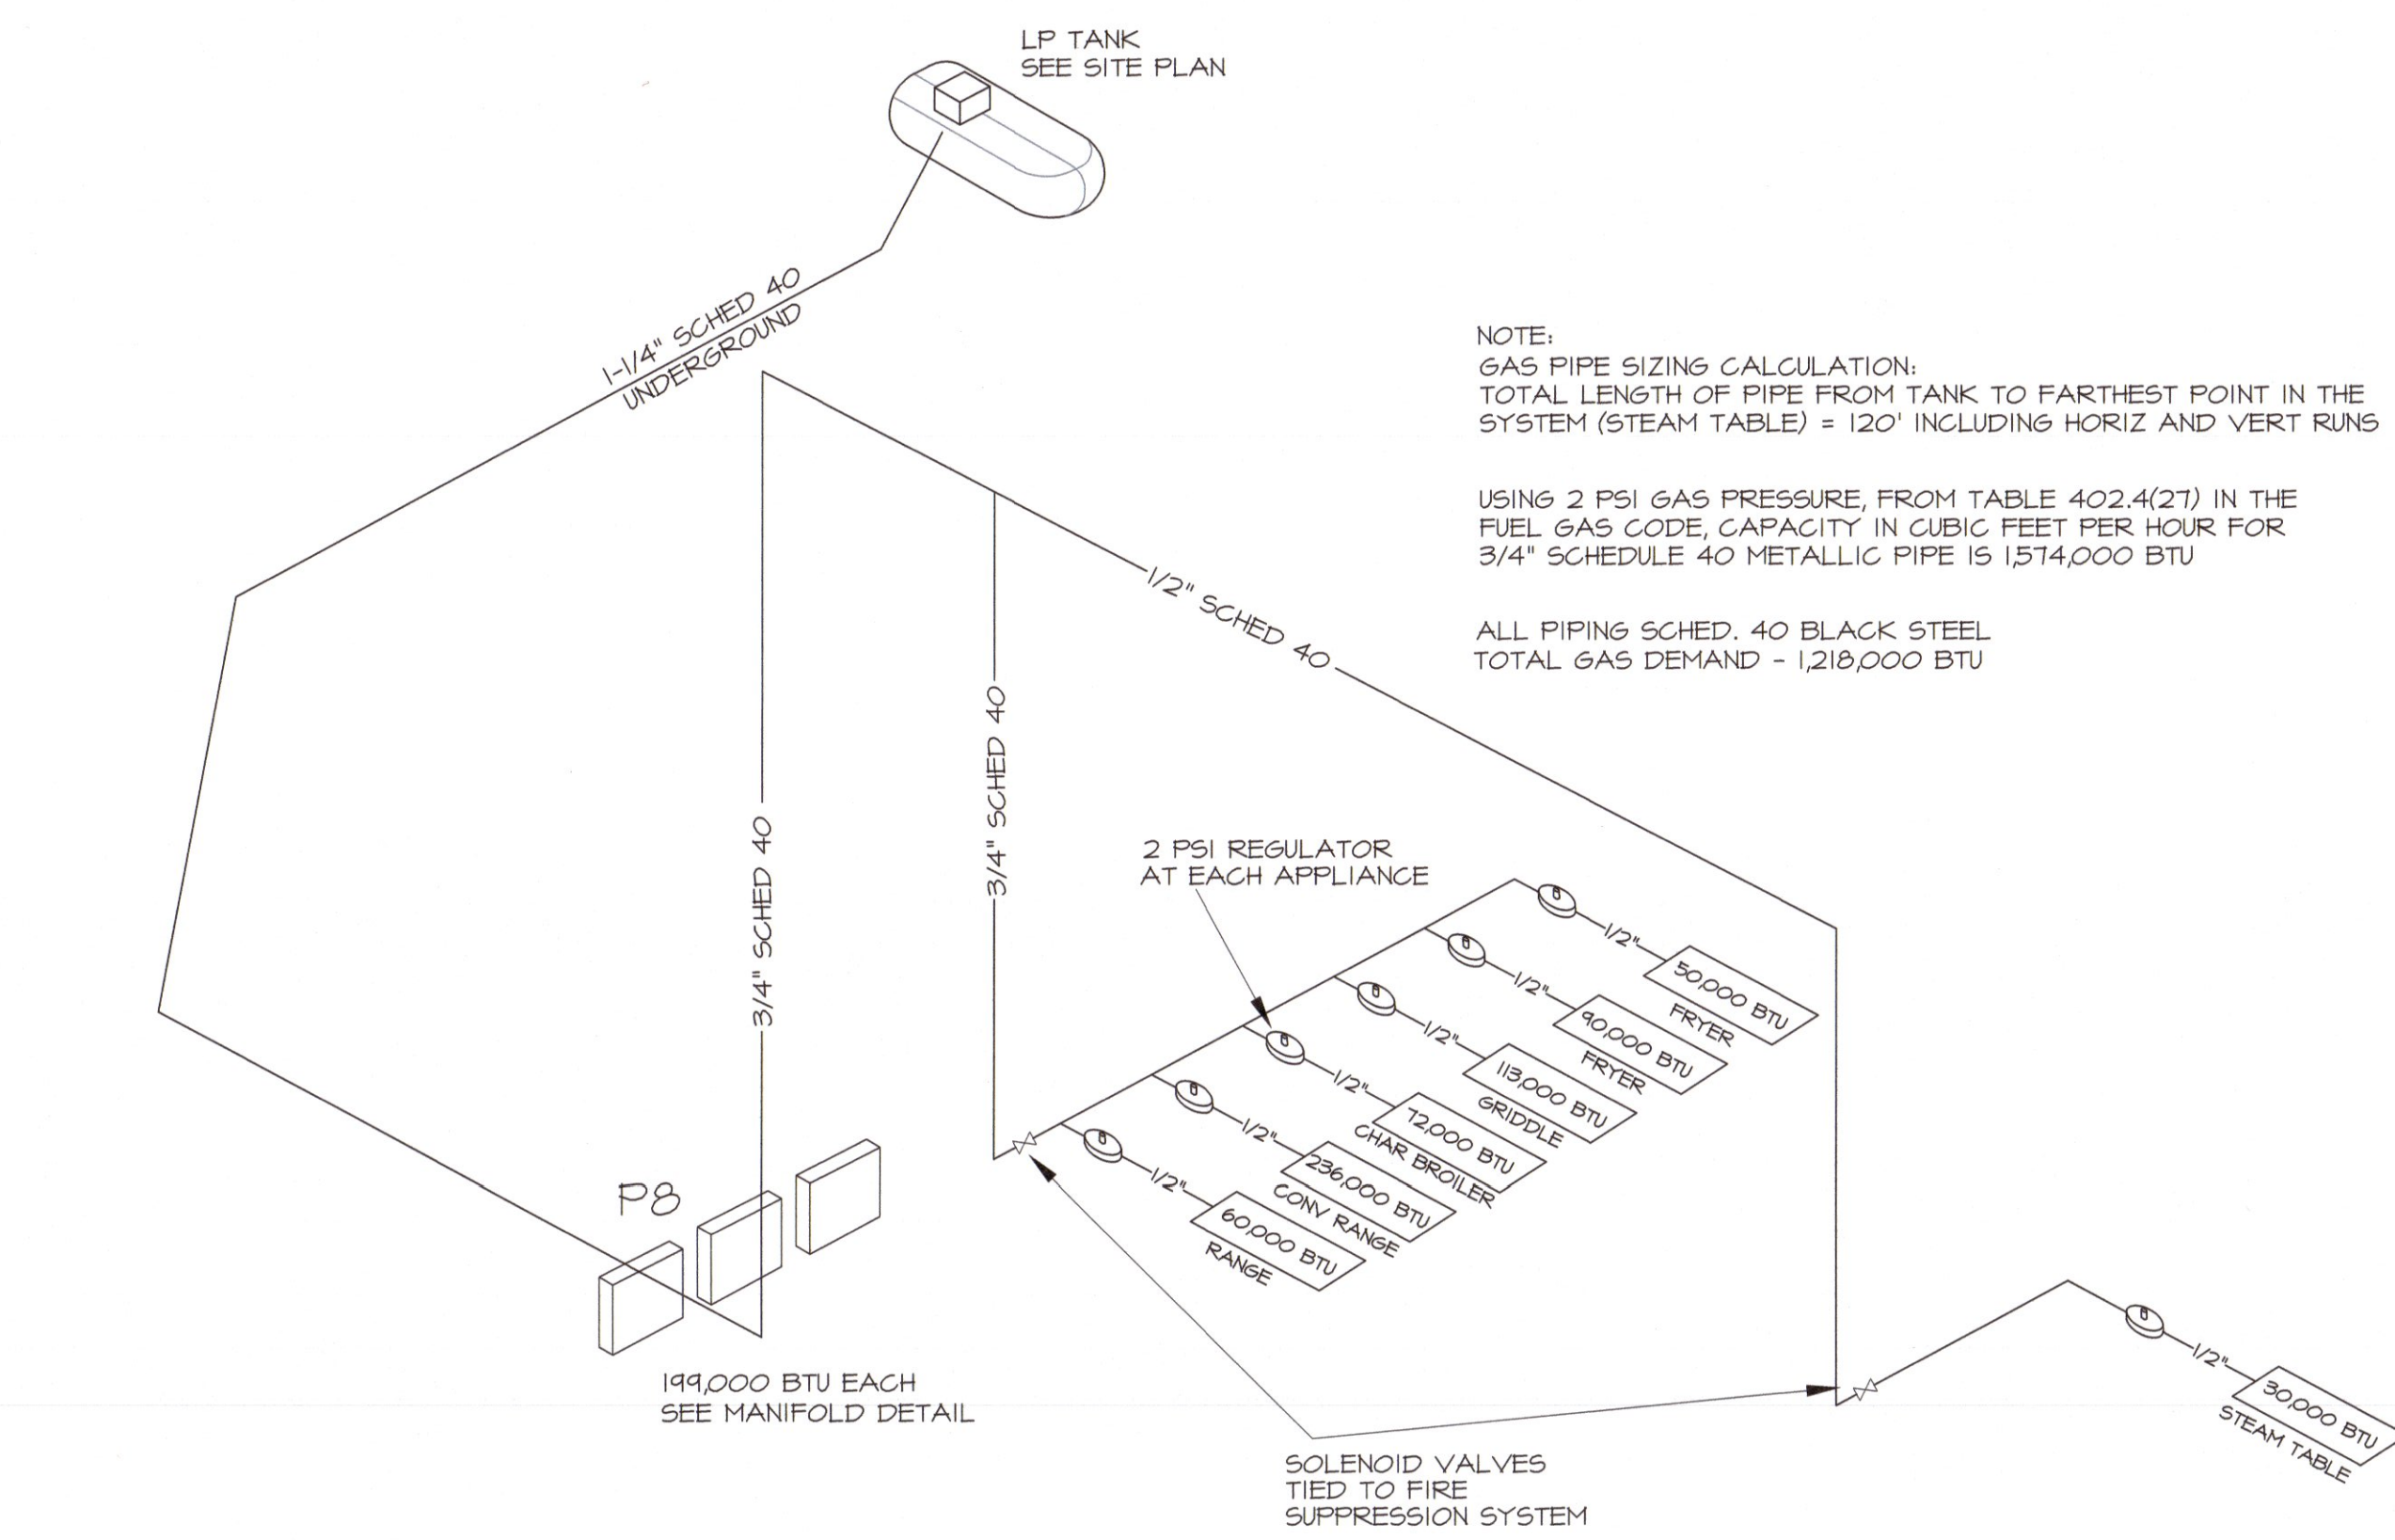 LP TANK
SEE SITE PLAN
1-1/4" SCHED 40
UNDERGROUND
NOTE:
GAS PIPE SIZING CALCULATION:
TOTAL LENGTH OF PIPE FROM TANK TO FARTHEST POINT IN THE
SYSTEM (STEAM TABLE) = 120' INCLUDING HORIZ AND VERT RUNS
USING 2 PSI GAS PRESSURE, FROM TABLE 402.4(27) IN THE
FUEL GAS CODE, CAPACITY IN CUBIC FEET PER HOUR FOR
3/4" SCHEDULE 40 METALLIC PIPE IS 1,574,000 BTU
ALL PIPING SCHED. 40 BLACK STEEL
TOTAL GAS DEMAND - 1,218,000 BTU
1/2" SCHED 40
3/4" SCHED 40
3/4" SCHED 40
2 PSI REGULATOR
AT EACH APPLIANCE
1/2"
50,000 BTU
FRYER
1/2"
90,000 BTU
FRYER
1/2"
113,000 BTU
GRIDDLE
1/2"
72,000 BTU
CHAR BROILER
1/2"
236,000 BTU
CONV RANGE
1/2"
60,000 BTU
RANGE
P8
199,000 BTU EACH
SEE MANIFOLD DETAIL
1/2"
30,000 BTU
STEAM TABLE
SOLENOID VALVES
TIED TO FIRE
SUPPRESSION SYSTEM